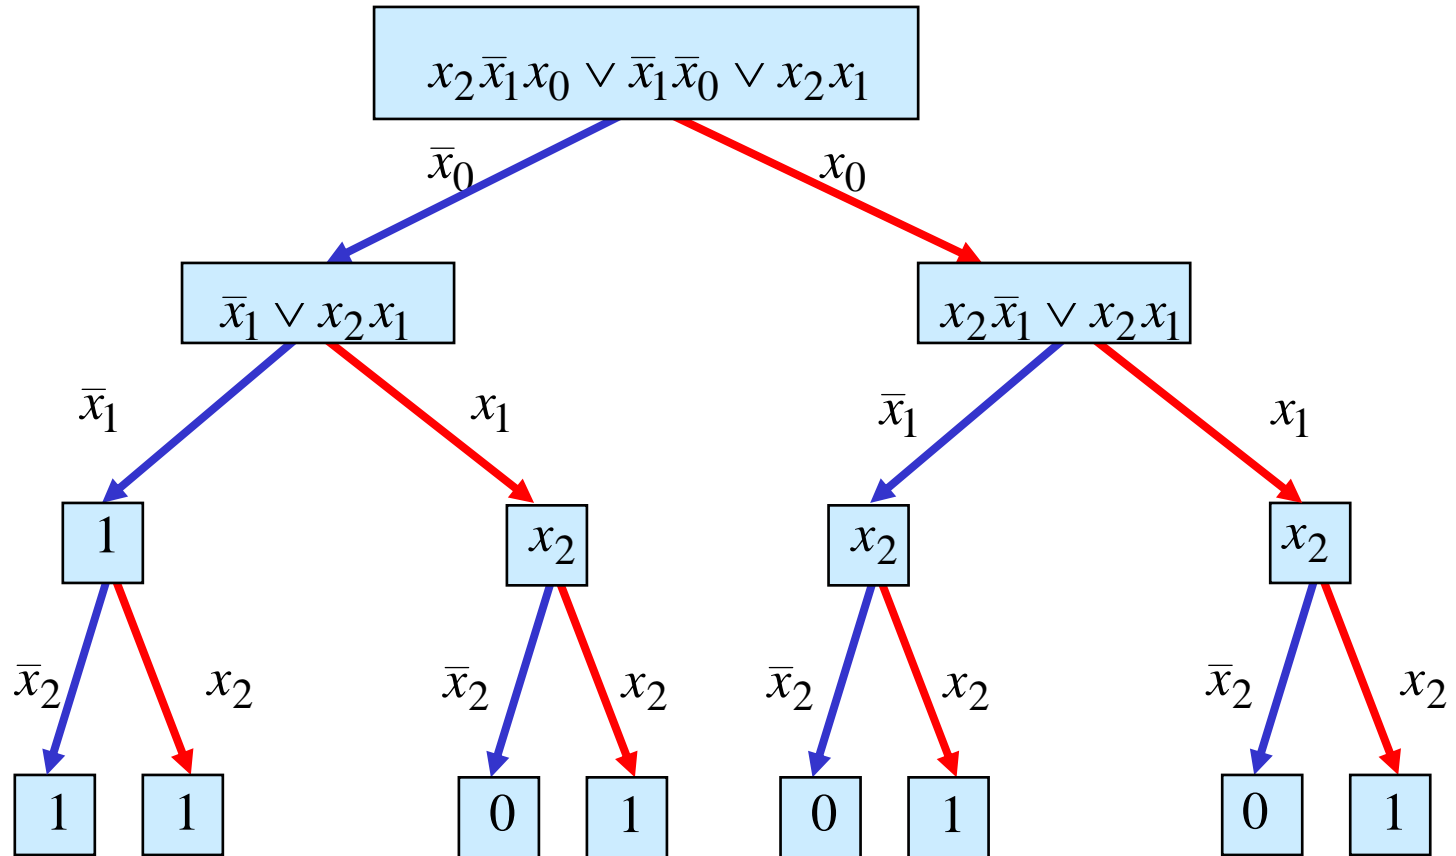 x̅₀ x₂x̅₁x₀ ∨ x̅₁x̅₀ ∨ x₂x₁ x₀
x̅₁ ∨ x₂x₁ x₂x̅₁ ∨ x₂x₁
x̅₁ x₁ x̅₁ x₁
1 x₂ x₂ x₂
x̅₂ x₂ x̅₂ x₂ x̅₂ x₂ x̅₂ x₂
1 1 0 1 0 1 0 1